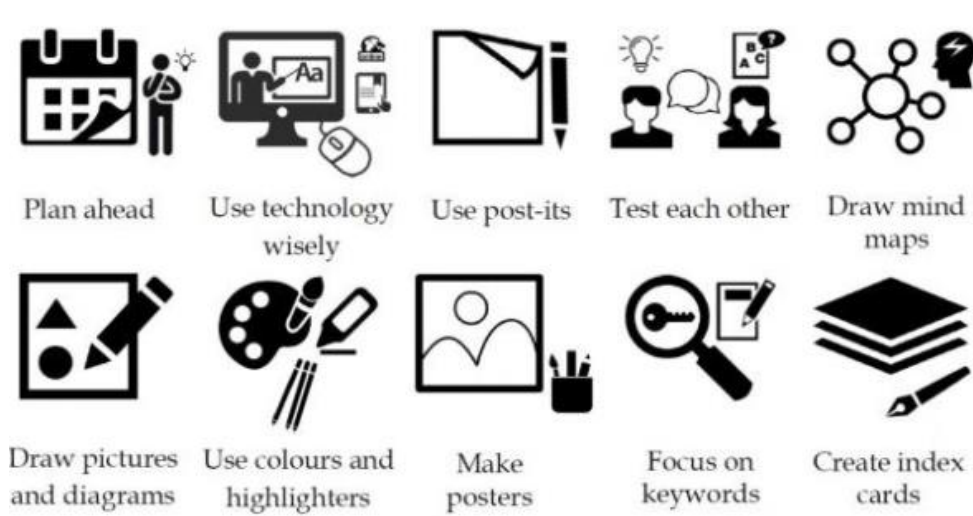 Aa
B
A C
?
Plan ahead
Use technology
wisely
Use post-its
Test each other
Draw mind
maps
Draw pictures
and diagrams
Use colours and
highlighters
Make
posters
Focus on
keywords
Create index
cards